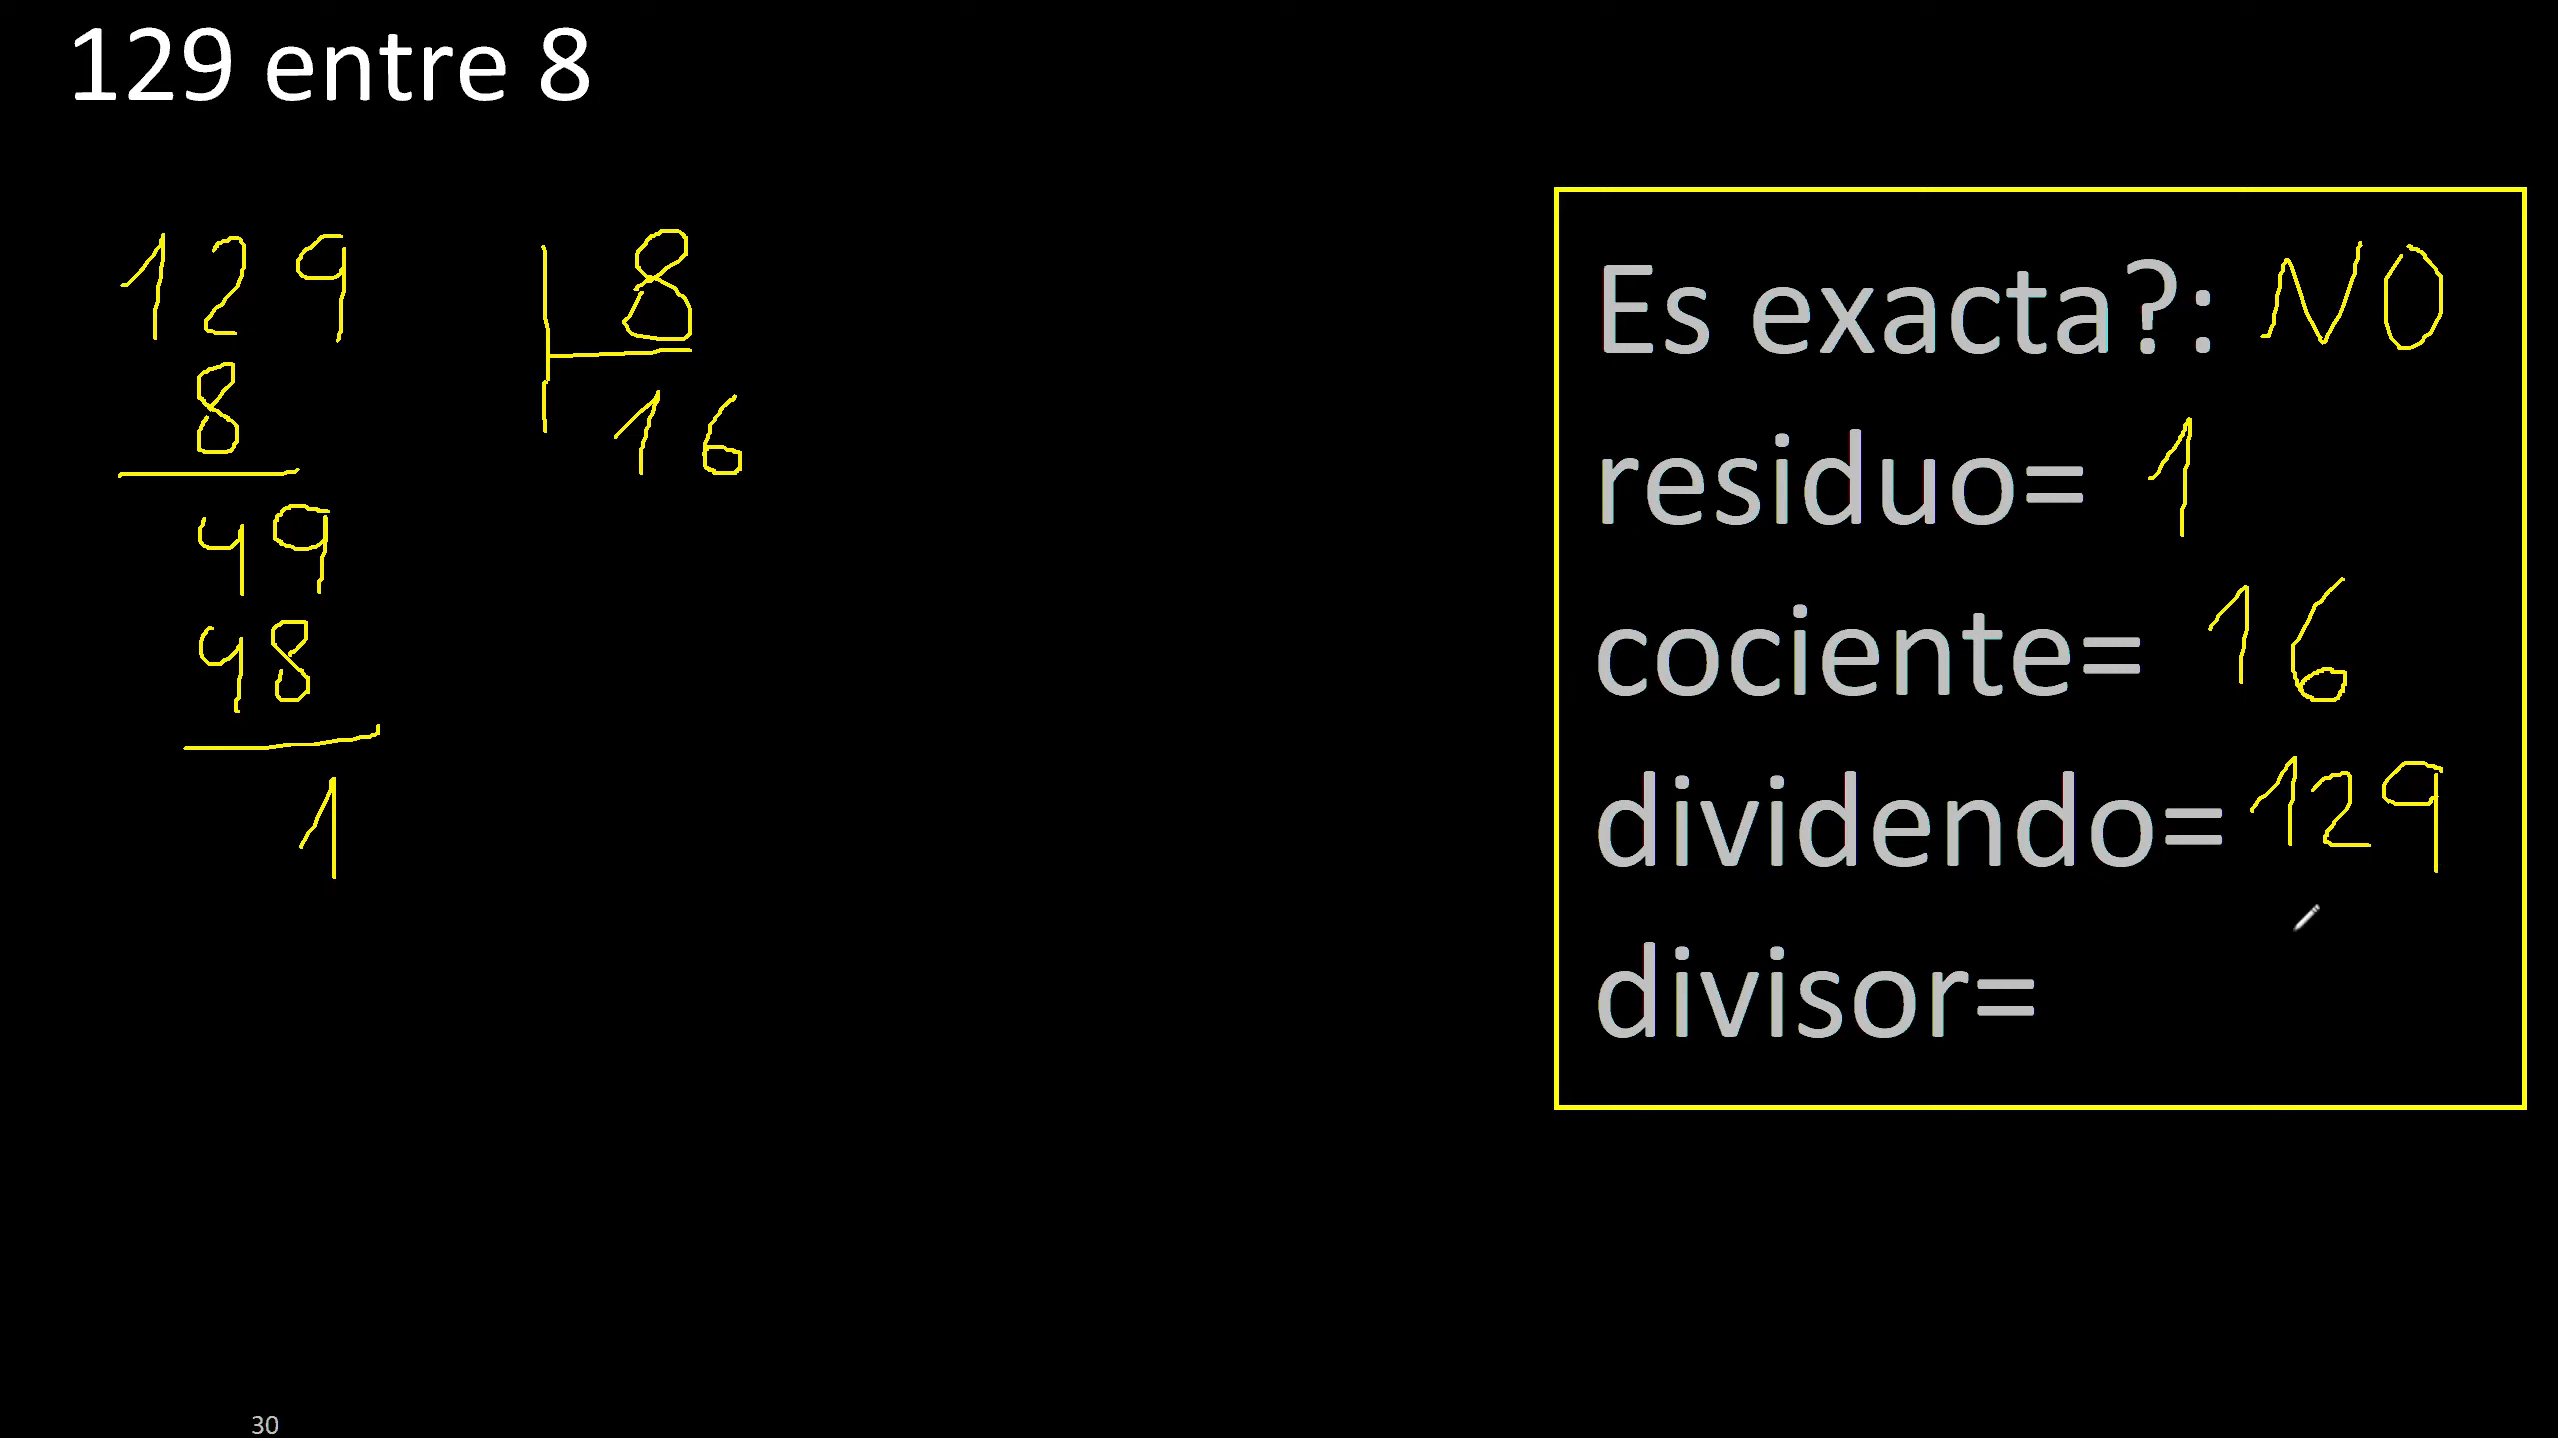 129 entre 8
129 8
8 16
49
48
1
Es exacta?: NO
residuo= 1
cociente= 16
dividendo= 129
divisor=
30